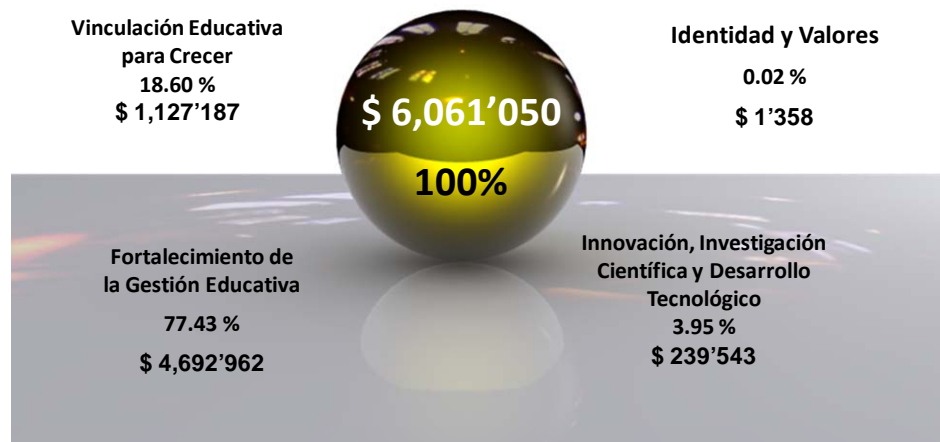 Vinculación Educativa
para Crecer
18.60 %
$ 1,127’187
$ 6,061’050
100%
Identidad y Valores
0.02 %
$ 1’358
Fortalecimiento de
la Gestión Educativa
77.43 %
$ 4,692’962
Innovación, Investigación
Científica y Desarrollo
Tecnológico
3.95 %
$ 239’543